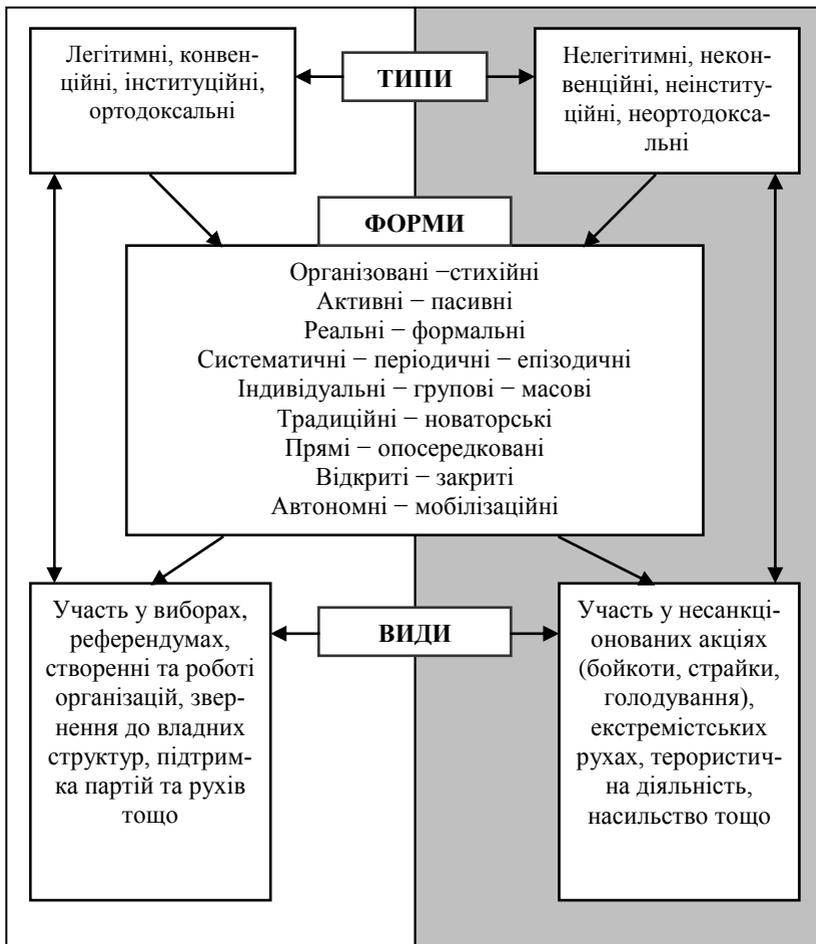 Легітимні, конвен-
ційні, інституційні,
ортодоксальні
ТИПИ
Нелегітимні, некон-
венційні, неінститу-
ційні, неортодокса-
льні
ФОРМИ
Організовані −стихійні
Активні − пасивні
Реальні − формальні
Систематичні − періодичні − епізодичні
Індивідуальні − групові − масові
Традиційні − новаторські
Прямі − опосередковані
Відкриті − закриті
Автономні − мобілізаційні
Участь у виборах,
референдумах,
створенні та роботі
організацій, звер-
нення до владних
структур, підтрим-
ка партій та рухів
тощо
ВИДИ
Участь у несанкці-
онованих акціях
(бойкоти, страйки,
голодування),
екстремістських
рухах, терористич-
на діяльність,
насильство тощо